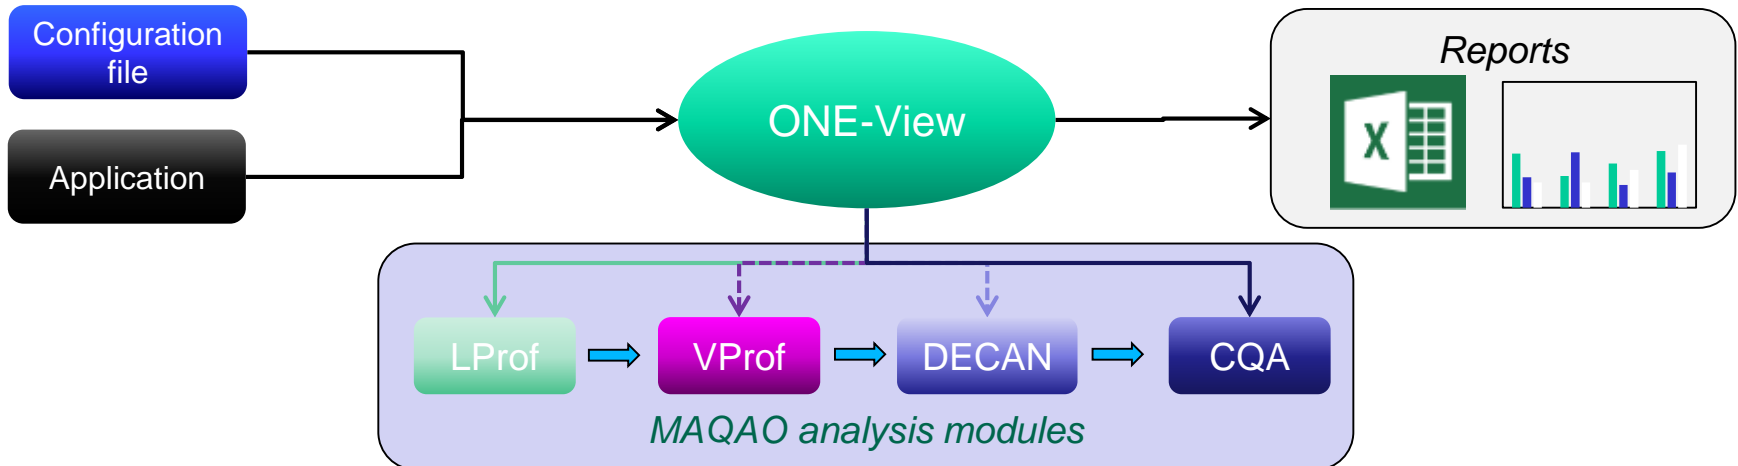 Configuration
file
Application
ONE-View
Reports
X
LProf
VProf
DECAN
CQA
MAQAO analysis modules